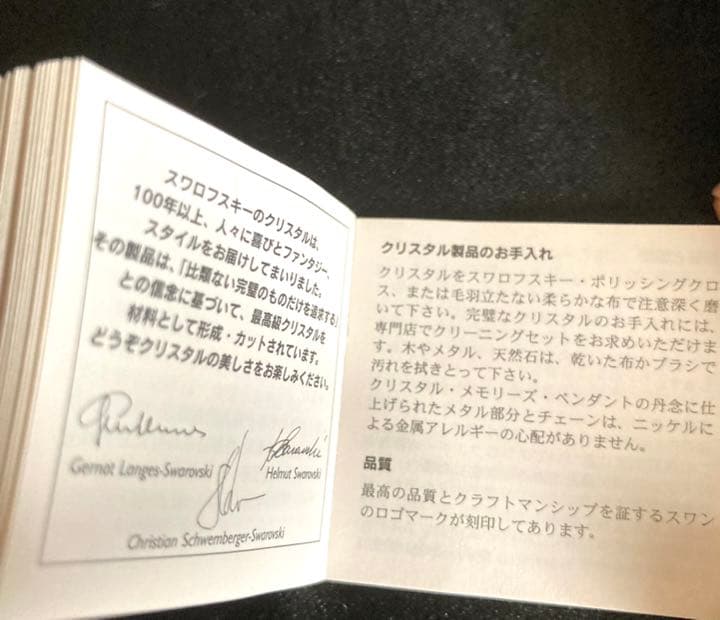 スワロフスキーのクリスタルは、
100年以上、人々に喜びとファンタジー、
スタイルをお届けしてまいりました。
その製品は、「比類ない完璧のものだけを追求する」
との信念に基づいて、最高級クリスタルを
材料として形成・カットされています。
どうぞクリスタルの美しさをお楽しみください。
Gernot Langes-Swarovski
Helmut Swarovski
Christian Schwemberger-Swarovski
クリスタル製品のお手入れ
クリスタルをスワロフスキー・ポリッシングクロ
ス、または毛羽立たない柔らかな布で注意深く磨
いて下さい。完璧なクリスタルのお手入れには、
専門店でクリーニングセットをお求めいただけま
す。木やメタル、天然石は、乾いた布かブラシで
汚れを拭きとって下さい。
クリスタル・メモリーズ・ペンダントの丹念に仕
上げられたメタル部分とチェーンは、ニッケルに
よる金属アレルギーの心配がありません。
品質
最高の品質とクラフトマンシップを証するスワン
のロゴマークが刻印してあります。